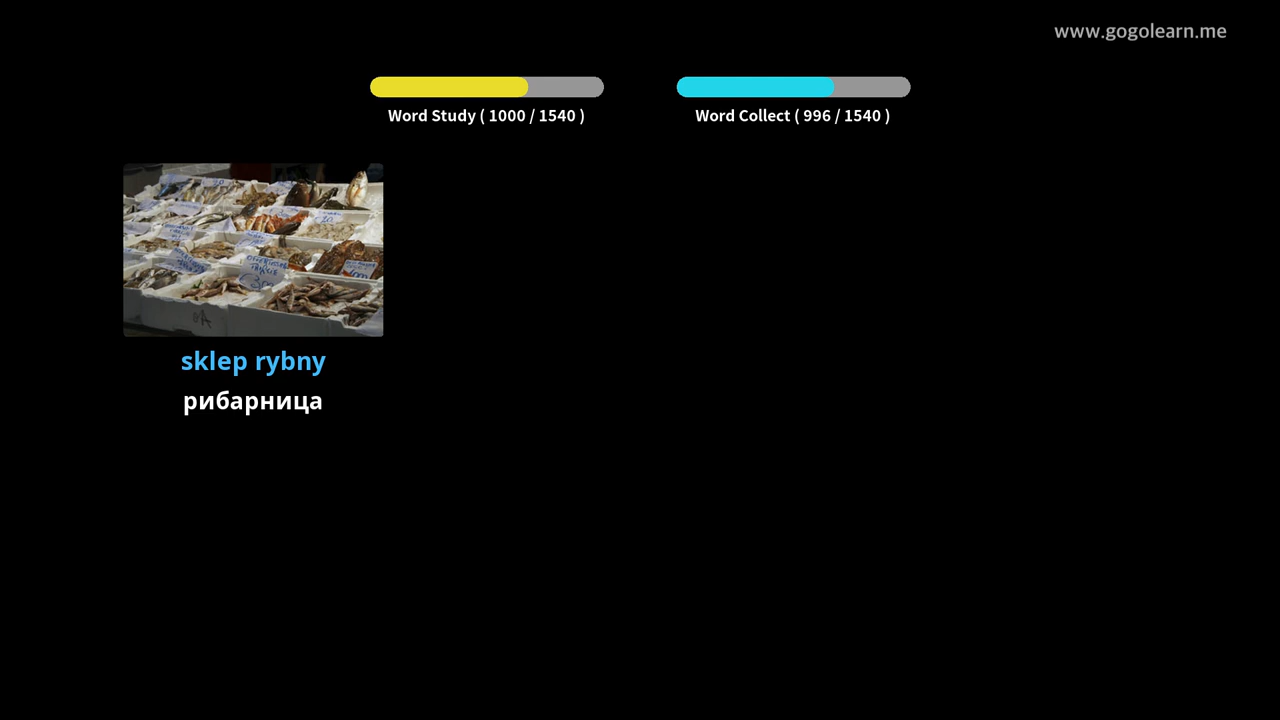 www.gogolearn.me
Word Study ( 1000 / 1540 )
Word Collect ( 996 / 1540 )
sklep rybny
рибарница